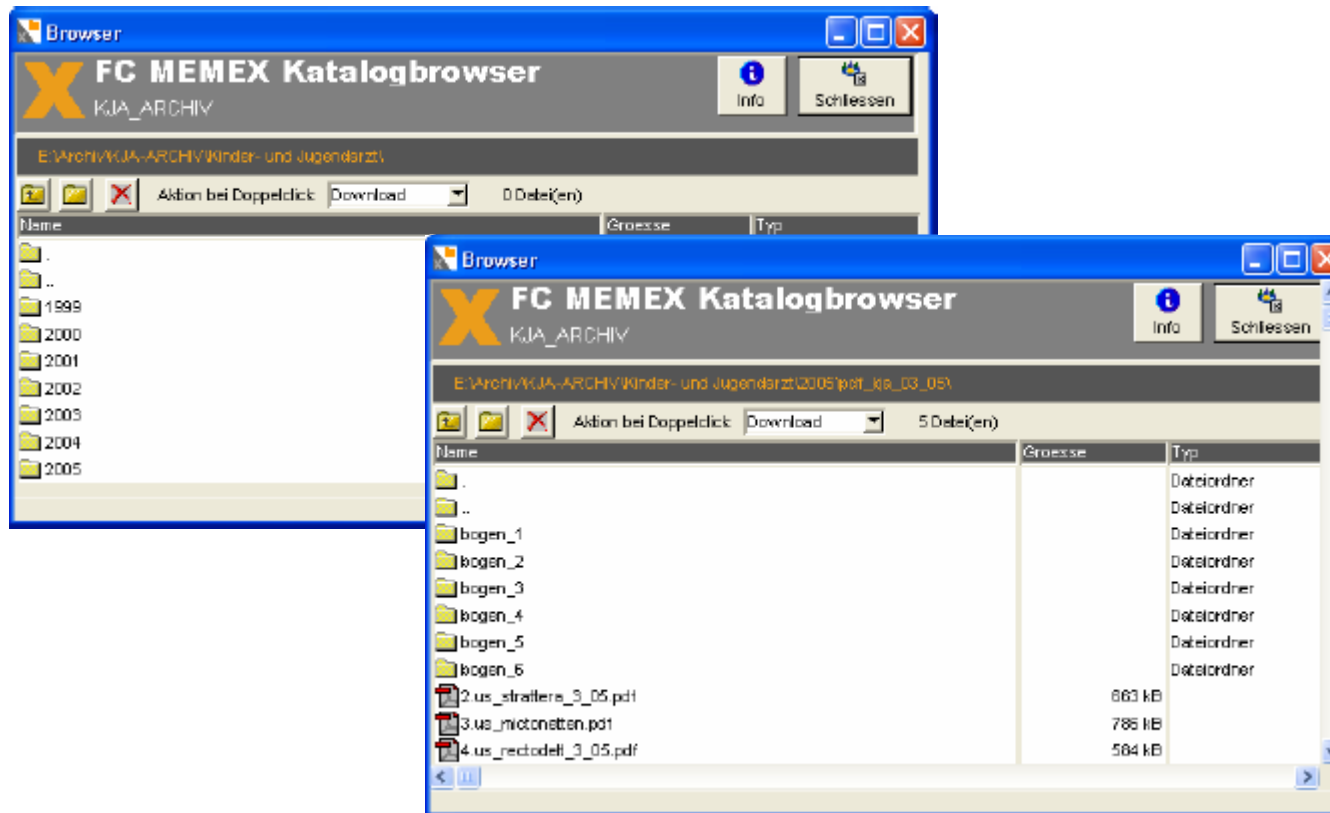 Browser
FC MEMEX Katalogbrowser
KJA_ARCHIV
Info
Schliessen
E:\Archiv\KJA-ARCHIV\Kinder- und Jugendarzt\
Aktion bei Doppelclick: Download 0 Datei(en)
Name Groesse Typ
.
..
1999
2000
2001
2002
2003
2004
2005
Browser
FC MEMEX Katalogbrowser
KJA_ARCHIV
Info
Schliessen
E:\Archiv\KJA-ARCHIV\Kinder- und Jugendarzt\2005\pdf_kja_03_05\
Aktion bei Doppelclick: Download 5 Datei(en)
Name Groesse Typ
. Dateiordner
.. Dateiordner
bogen_1 Dateiordner
bogen_2 Dateiordner
bogen_3 Dateiordner
bogen_4 Dateiordner
bogen_5 Dateiordner
bogen_6 Dateiordner
2.us_strattera_3_05.pdf 663 kB
3.us_mictonetten.pdf 786 kB
4.us_rectodelt_3_05.pdf 584 kB